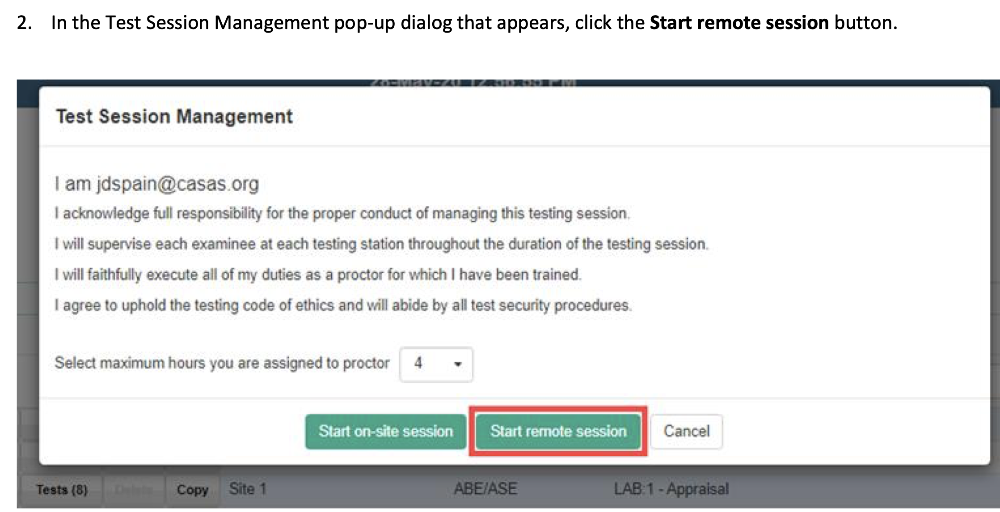 2. In the Test Session Management pop-up dialog that appears, click the Start remote session button.
Test Session Management
I am jdspain@casas.org
I acknowledge full responsibility for the proper conduct of managing this testing session.
I will supervise each examinee at each testing station throughout the duration of the testing session.
I will faithfully execute all of my duties as a proctor for which I have been trained.
I agree to uphold the testing code of ethics and will abide by all test security procedures.
Select maximum hours you are assigned to proctor 4
Start on-site session Start remote session Cancel
Tests (8) Delete Copy Site 1 ABE/ASE LAB:1 - Appraisal